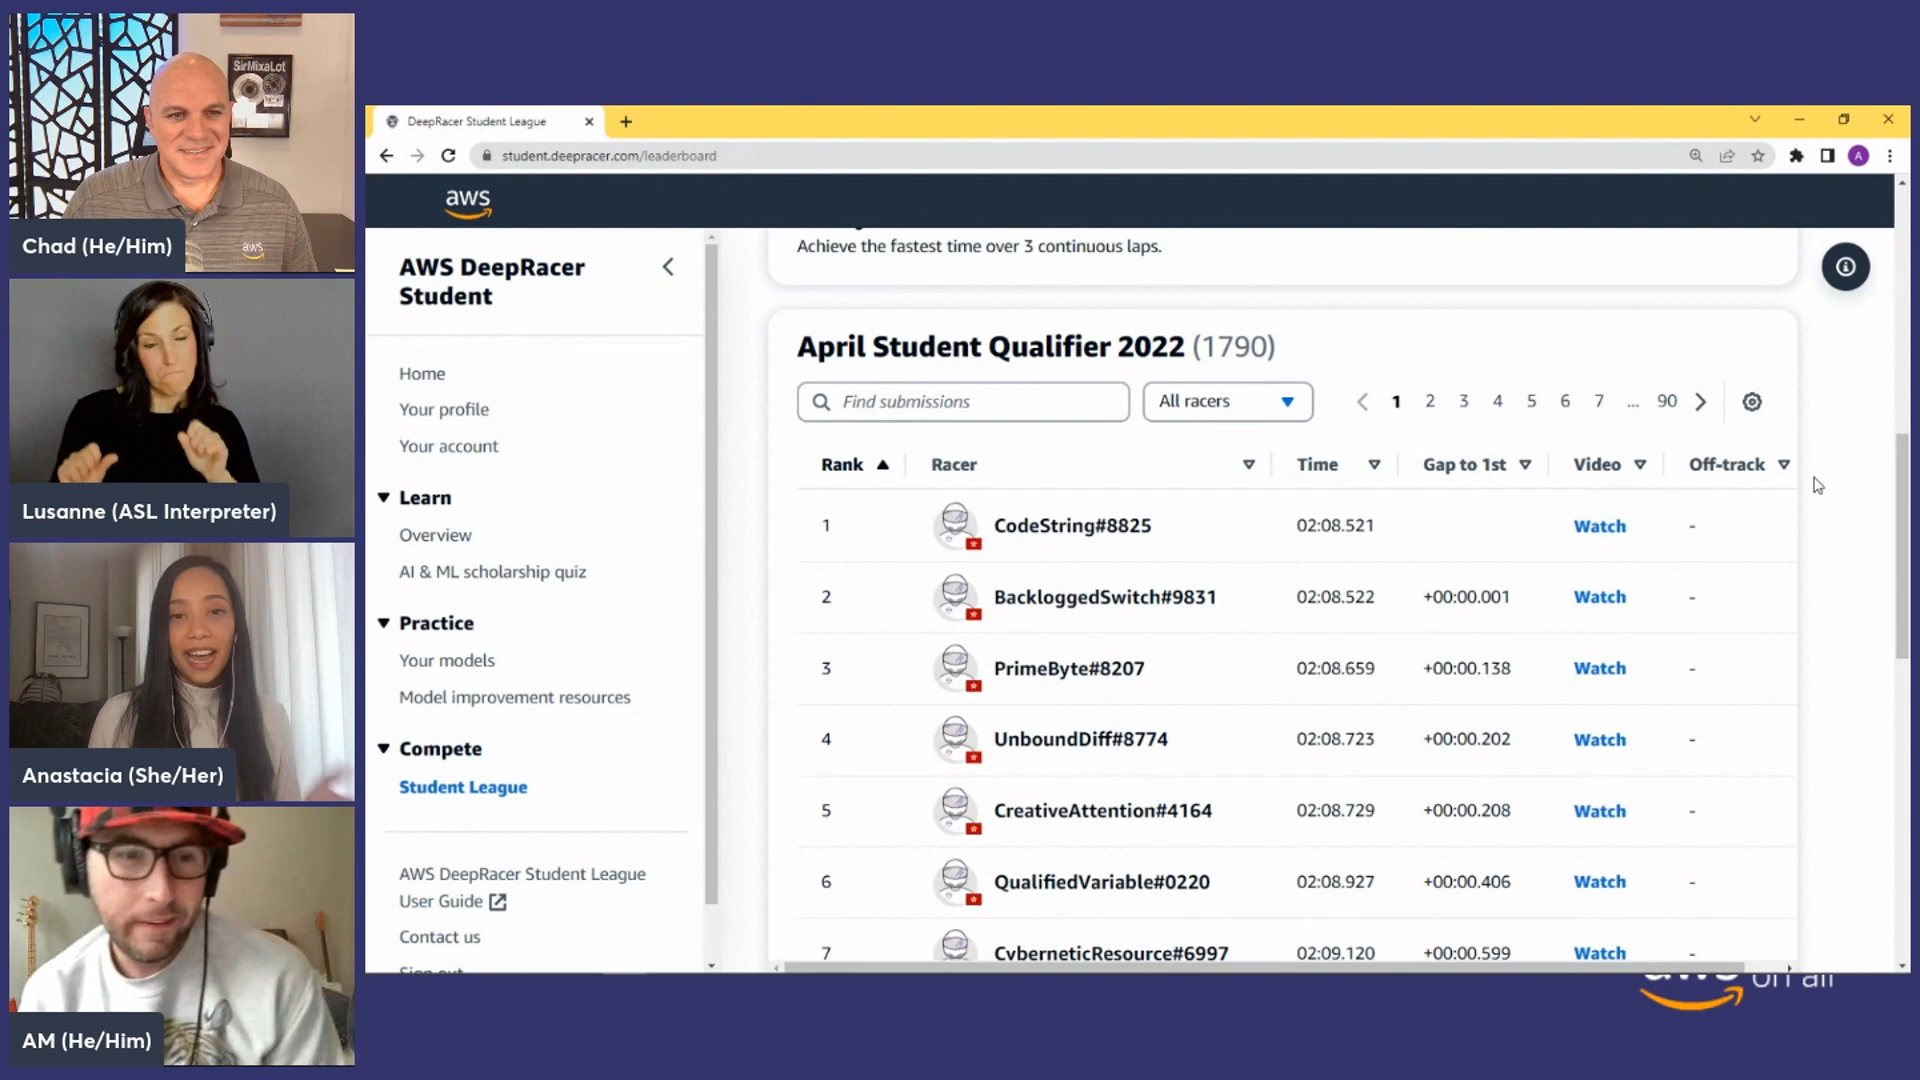 SirMixaLot
aws
Chad (He/Him)
Lusanne (ASL Interpreter)
Anastacia (She/Her)
AM (He/Him)
DeepRacer Student League
student.deepracer.com/leaderboard
A
aws
AWS DeepRacer
Student
Home
Your profile
Your account
Learn
Overview
AI & ML scholarship quiz
Practice
Your models
Model improvement resources
Compete
Student League
AWS DeepRacer Student League
User Guide
Contact us
Sign out
Achieve the fastest time over 3 continuous laps.
April Student Qualifier 2022 (1790)
Find submissions All racers 1 2 3 4 5 6 7 ... 90
Rank Racer Time Gap to 1st Video Off-track
1 CodeString#8825 02:08.521 Watch -
2 BackloggedSwitch#9831 02:08.522 +00:00.001 Watch -
3 PrimeByte#8207 02:08.659 +00:00.138 Watch -
4 UnboundDiff#8774 02:08.723 +00:00.202 Watch -
5 CreativeAttention#4164 02:08.729 +00:00.208 Watch -
6 QualifiedVariable#0220 02:08.927 +00:00.406 Watch -
7 CyberneticResource#6997 02:09.120 +00:00.599 Watch -
aws on air